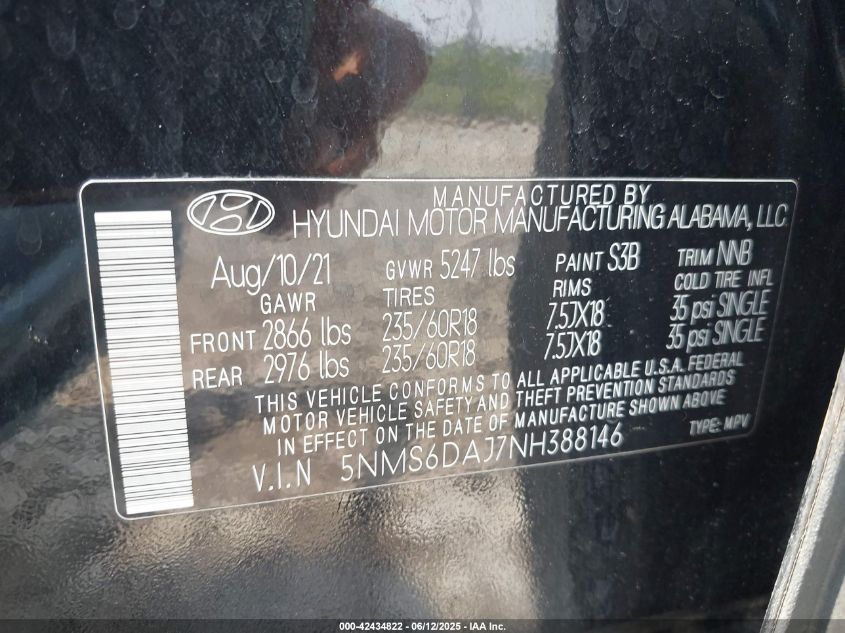 MANUFACTURED BY
HYUNDAI MOTOR MANUFACTURING ALABAMA, LLC
Aug/10/21 GVWR 5247 lbs PAINT S3B TRIM NNB
GAWR TIRES RIMS COLD TIRE INFL
FRONT 2866 lbs 235/60R18 7.5JX18 35 psi SINGLE
REAR 2976 lbs 235/60R18 7.5JX18 35 psi SINGLE
THIS VEHICLE CONFORMS TO ALL APPLICABLE U.S.A. FEDERAL
MOTOR VEHICLE SAFETY AND THEFT PREVENTION STANDARDS
IN EFFECT ON THE DATE OF MANUFACTURE SHOWN ABOVE
V.I.N 5NMS6DAJ7NH388146 TYPE: MPV
000-42434822 - 06/12/2025 - IAA Inc.